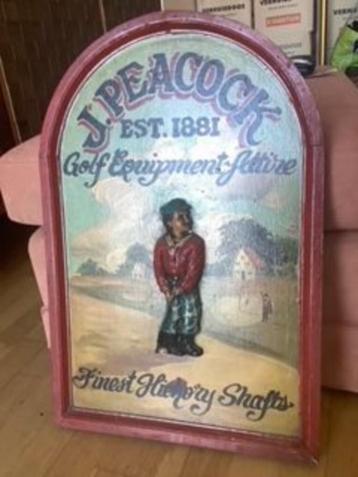 J. PEACOCK
EST. 1881
Golf Equipment-Attire
Finest Hickory Shafts